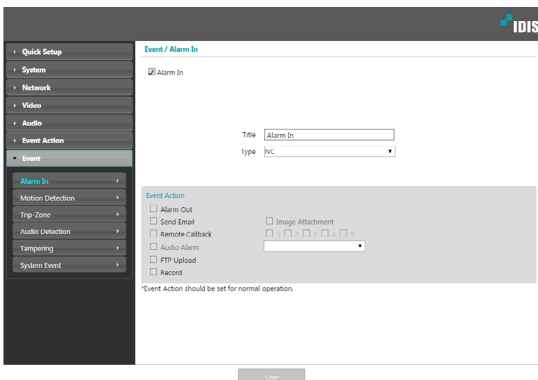 IDIS
Quick Setup
System
Network
Video
Audio
Event Action
Event
Alarm In
Motion Detection
Trip-Zone
Audio Detection
Tampering
System Event
Event / Alarm In
Alarm In
Title Alarm In
Type NC
Event Action
Alarm Out
Send Email Image Attachment
Remote Callback 1 2 3 4 5
Audio Alarm
FTP Upload
Record
*Event Action should be set for normal operation.